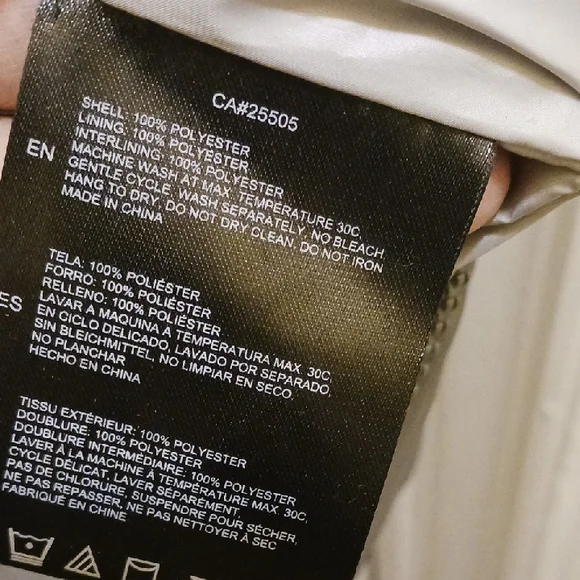 CA#25505
EN
SHELL: 100% POLYESTER
LINING: 100% POLYESTER
INTERLINING: 100% POLYESTER
MACHINE WASH AT MAX. TEMPERATURE 30C,
GENTLE CYCLE, WASH SEPARATELY, NO BLEACH
HANG TO DRY, DO NOT DRY CLEAN, DO NOT IRON
MADE IN CHINA
ES
TELA: 100% POLIÉSTER
FORRO: 100% POLIÉSTER
RELLENO: 100% POLIÉSTER
LAVAR A MAQUINA A TEMPERATURA MAX 30C,
EN CICLO DELICADO, LAVADO POR SEPARADO,
SIN BLEICHMITTEL, NO LIMPIAR EN SECO,
NO PLANCHAR
HECHO EN CHINA
TISSU EXTÉRIEUR: 100% POLYESTER
DOUBLURE: 100% POLYESTER
DOUBLURE INTERMÉDIAIRE: 100% POLYESTER
LAVER À LA MACHINE À TEMPÉRATURE MAX 30C,
CYCLE DÉLICAT, LAVER SÉPAREMENT,
PAS DE CHLORURE, SUSPENDRE POUR SÉCHER,
NE PAS REPASSER, NE PAS NETTOYER À SEC
FABRIQUÉ EN CHINE